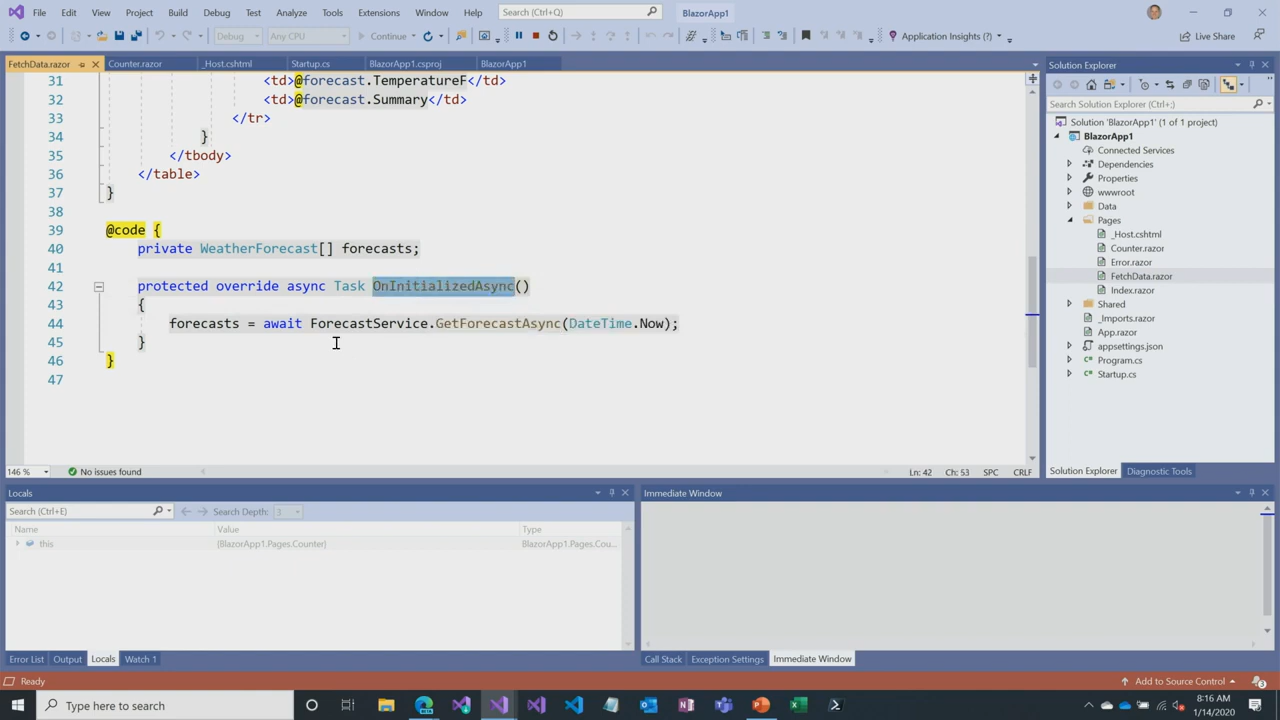 File Edit View Project Build Debug Test Analyze Tools Extensions Window Help Search (Ctrl+Q) BlazorApp1
Debug Any CPU Continue Application Insights (?) Live Share
FetchData.razor Counter.razor _Host.cshtml Startup.cs BlazorApp1.csproj BlazorApp1
31 <td>@forecast.TemperatureF</td>
32 <td>@forecast.Summary</td>
33 </tr>
34 }
35 </tbody>
36 </table>
37 }
38
39 @code {
40 private WeatherForecast[] forecasts;
41
42 protected override async Task OnInitializedAsync()
43 {
44 forecasts = await ForecastService.GetForecastAsync(DateTime.Now);
45 }
46 }
47
146 % No issues found Ln: 42 Ch: 53 SPC CRLF
Solution Explorer
Search Solution Explorer (Ctrl+;)
Solution 'BlazorApp1' (1 of 1 project)
BlazorApp1
Connected Services
Dependencies
Properties
wwwroot
Data
Pages
_Host.cshtml
Counter.razor
Error.razor
FetchData.razor
Index.razor
Shared
_Imports.razor
App.razor
appsettings.json
Program.cs
Startup.cs
Solution Explorer Diagnostic Tools
Locals
Search (Ctrl+E) Search Depth: 3
Name Value Type
this {BlazorApp1.Pages.Counter} BlazorApp1.Pages.Cou...
Error List Output Locals Watch 1
Immediate Window
Call Stack Exception Settings Immediate Window
Ready Add to Source Control 3
Type here to search 8:16 AM
1/14/2020